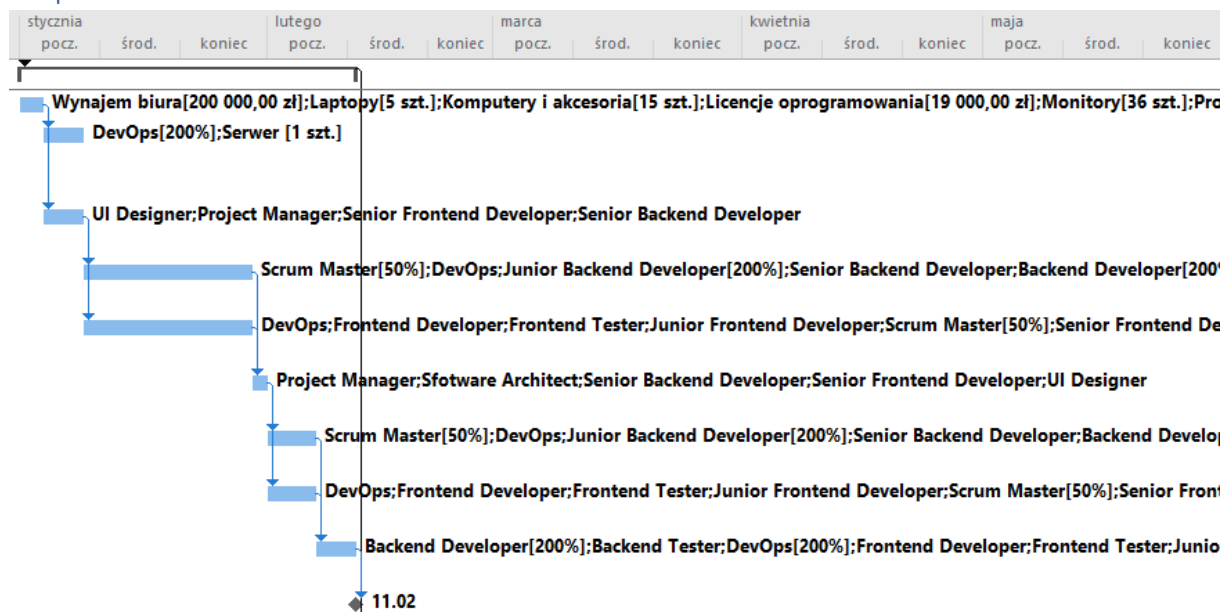 stycznia lutego marca kwietnia maja
pocz. środ. koniec pocz. środ. koniec pocz. środ. koniec pocz. środ. koniec pocz. środ. koniec
Wynajem biura[200 000,00 zł];Laptopy[5 szt.];Komputery i akcesoria[15 szt.];Licencje oprogramowania[19 000,00 zł];Monitory[36 szt.];Pro
DevOps[200%];Serwer [1 szt.]
UI Designer;Project Manager;Senior Frontend Developer;Senior Backend Developer
Scrum Master[50%];DevOps;Junior Backend Developer[200%];Senior Backend Developer;Backend Developer[200%
DevOps;Frontend Developer;Frontend Tester;Junior Frontend Developer;Scrum Master[50%];Senior Frontend De
Project Manager;Sfotware Architect;Senior Backend Developer;Senior Frontend Developer;UI Designer
Scrum Master[50%];DevOps;Junior Backend Developer[200%];Senior Backend Developer;Backend Develop
DevOps;Frontend Developer;Frontend Tester;Junior Frontend Developer;Scrum Master[50%];Senior Front
Backend Developer[200%];Backend Tester;DevOps[200%];Frontend Developer;Frontend Tester;Junio
11.02